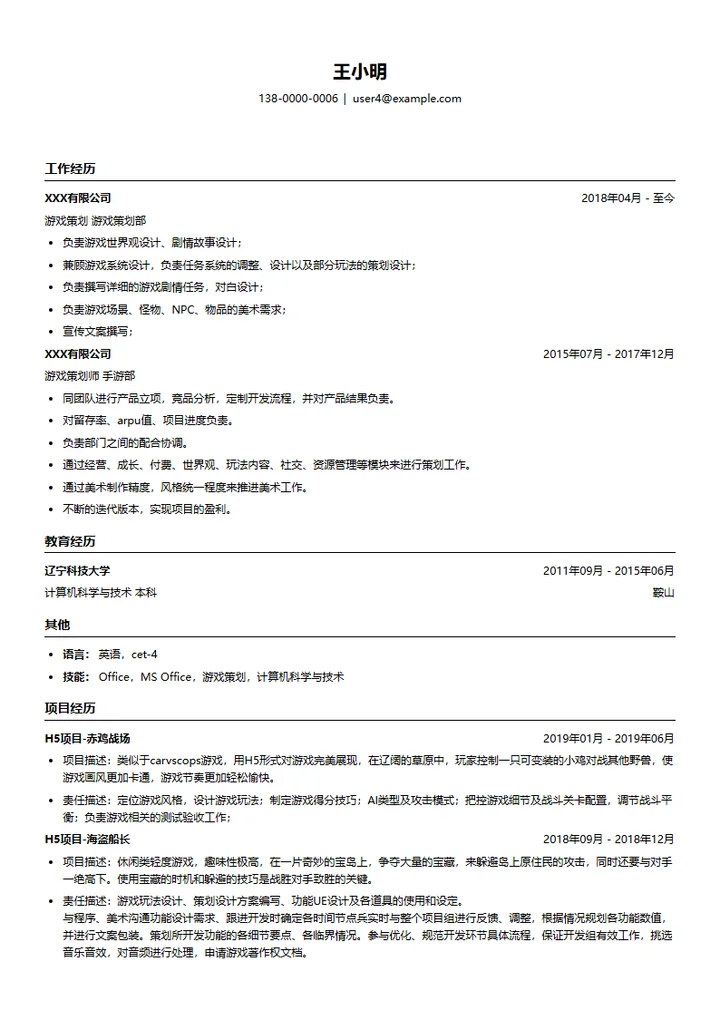 王小明
138-0000-0006 | user4@example.com
工作经历
XXX有限公司 2018年04月 - 至今
游戏策划 游戏策划部
• 负责游戏世界观设计、剧情故事设计；
• 兼顾游戏系统设计，负责任务系统的调整、设计以及部分玩法的策划设计；
• 负责撰写详细的游戏剧情任务，对白设计；
• 负责游戏场景、怪物、NPC、物品的美术需求；
• 宣传文案撰写；
XXX有限公司 2015年07月 - 2017年12月
游戏策划师 手游部
• 同团队进行产品立项，竞品分析，定制开发流程，并对产品结果负责。
• 对留存率、arpu值、项目进度负责。
• 负责部门之间的配合协调。
• 通过经营、成长、付费、世界观、玩法内容、社交、资源管理等模块来进行策划工作。
• 通过美术制作精度，风格统一程度来推进美术工作。
• 不断的迭代版本，实现项目的盈利。
教育经历
辽宁科技大学 2011年09月 - 2015年06月
计算机科学与技术 本科 鞍山
其他
• 语言： 英语，cet-4
• 技能： Office，MS Office，游戏策划，计算机科学与技术
项目经历
H5项目-赤鸡战场 2019年01月 - 2019年06月
• 项目描述：类似于carvscops游戏，用H5形式对游戏完美展现，在辽阔的草原中，玩家控制一只可变装的小鸡对战其他野兽，使
游戏画风更加卡通，游戏节奏更加轻松愉快。
• 责任描述：定位游戏风格，设计游戏玩法；制定游戏得分技巧；AI类型及攻击模式；把控游戏细节及战斗关卡配置，调节战斗平
衡；负责游戏相关的测试验收工作；
H5项目-海盗船长 2018年09月 - 2018年12月
• 项目描述：休闲类轻度游戏，趣味性极高，在一片奇妙的宝岛上，争夺大量的宝藏，来躲避岛上原住民的攻击，同时还要与对手
一绝高下。使用宝藏的时机和躲避的技巧是战胜对手致胜的关键。
• 责任描述：游戏玩法设计、策划设计方案编写、功能UE设计及各道具的使用和设定。
与程序、美术沟通功能设计需求、跟进开发时确定各时间节点兵实时与整个项目组进行反馈、调整，根据情况规划各功能数值，
并进行文案包装。策划所开发功能的各细节要点、各临界情况。参与优化、规范开发环节具体流程，保证开发组有效工作，挑选
音乐音效，对音频进行处理，申请游戏著作权文档。